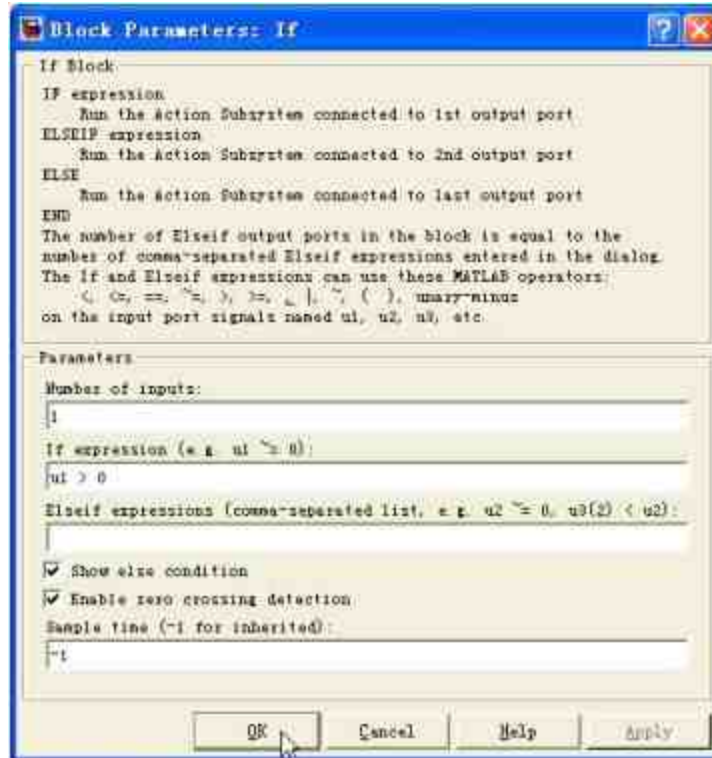 Block Parameters: If
If Block
IF expression
Run the Action Subsystem connected to 1st output port
ELSEIF expression
Run the Action Subsystem connected to 2nd output port
ELSE
Run the Action Subsystem connected to last output port
END
The number of Elseif output ports in the block is equal to the
number of comma-separated Elseif expressions entered in the dialog.
The If and Elseif expressions can use these MATLAB operators:
<, <=, ==, ~=, >, >=, &, |, ~, ( ), unary-minus
on the input port signals named u1, u2, u3, etc.
Parameters
Number of inputs:
1
If expression (e.g. u1 ~= 0):
u1 > 0
Elseif expressions (comma-separated list, e.g. u2 ~= 0, u3(2) < u2):
Show else condition
Enable zero crossing detection
Sample time (-1 for inherited):
-1
OK Cancel Help Apply